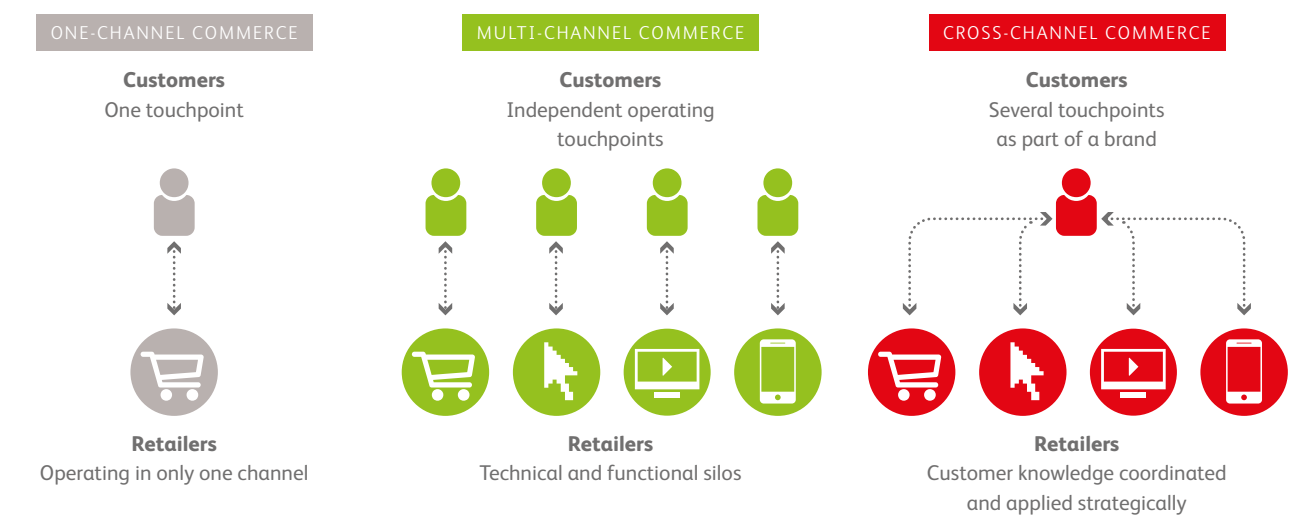 ONE-CHANNEL COMMERCE
Customers
One touchpoint
Retailers
Operating in only one channel
MULTI-CHANNEL COMMERCE
Customers
Independent operating
touchpoints
Retailers
Technical and functional silos
CROSS-CHANNEL COMMERCE
Customers
Several touchpoints
as part of a brand
Retailers
Customer knowledge coordinated
and applied strategically